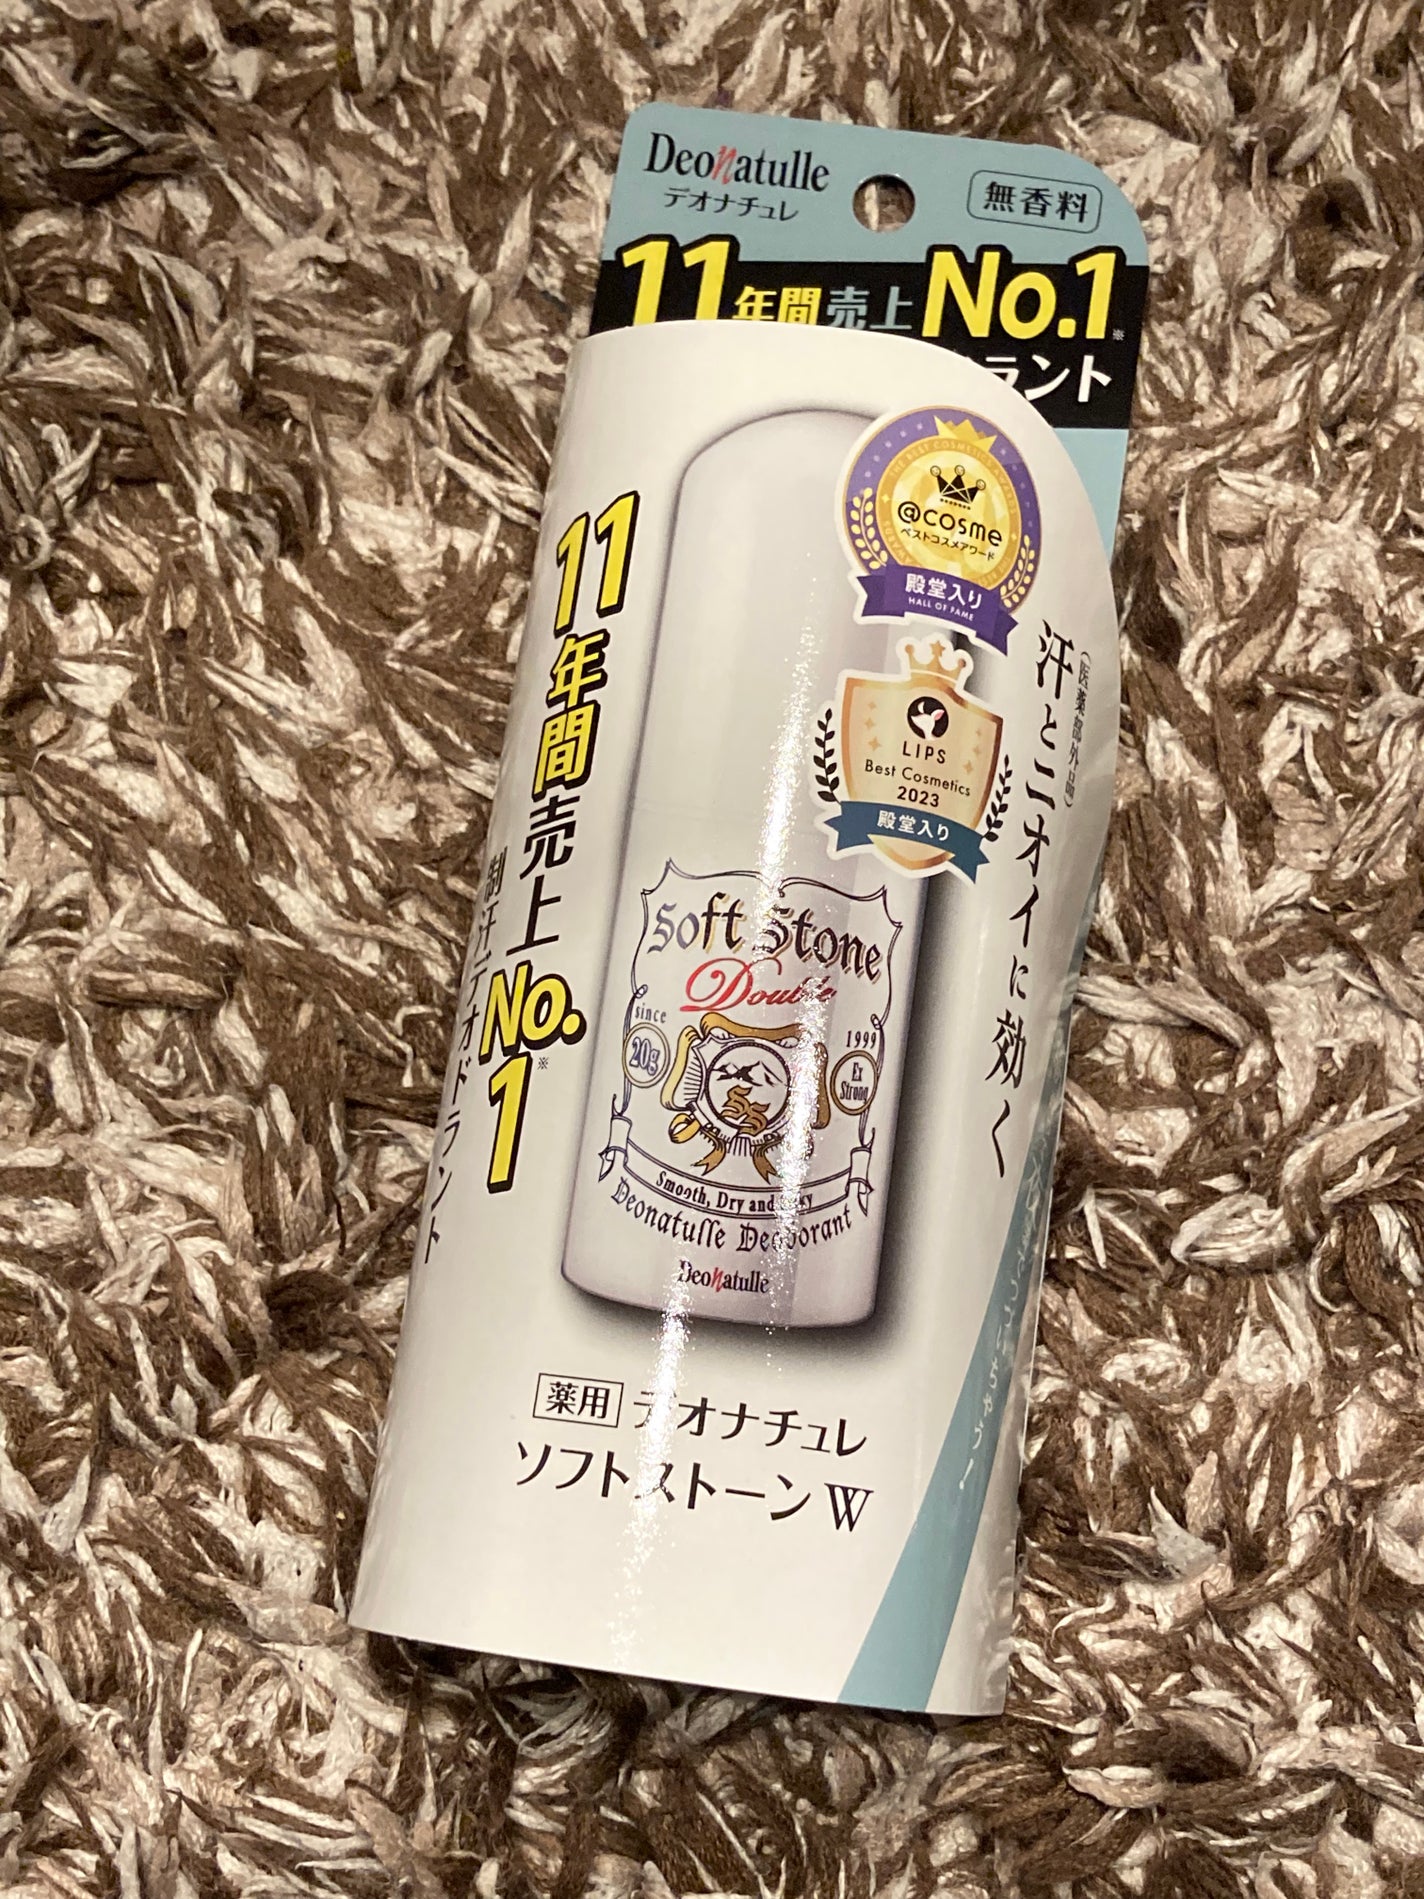 Deonatulle
デオナチュレ
無香料
11年間売上No.1※
ラント
@cosme
ベストコスメアワード
殿堂入り
HALL OF FAME
LIPS
Best Cosmetics
2023
殿堂入り
(医薬部外品)
汗とニオイに効く
11年間売上No.1※
制汗デオドラント
Soft Stone
Double
since
1999
20g
Ex
Strong
SS
Smooth, Dry and
Deonatulle Deodorant
Deonatulle
薬用 デオナチュレ
ソフトストーンW